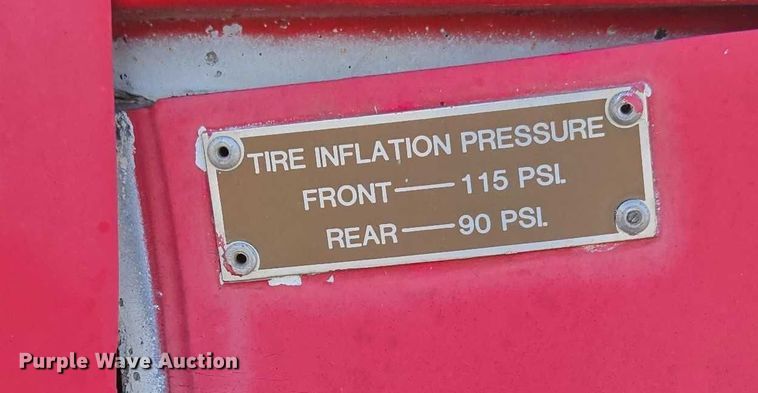 TIRE INFLATION PRESSURE
FRONT—115 PSI.
REAR—90 PSI.
Purple Wave Auction